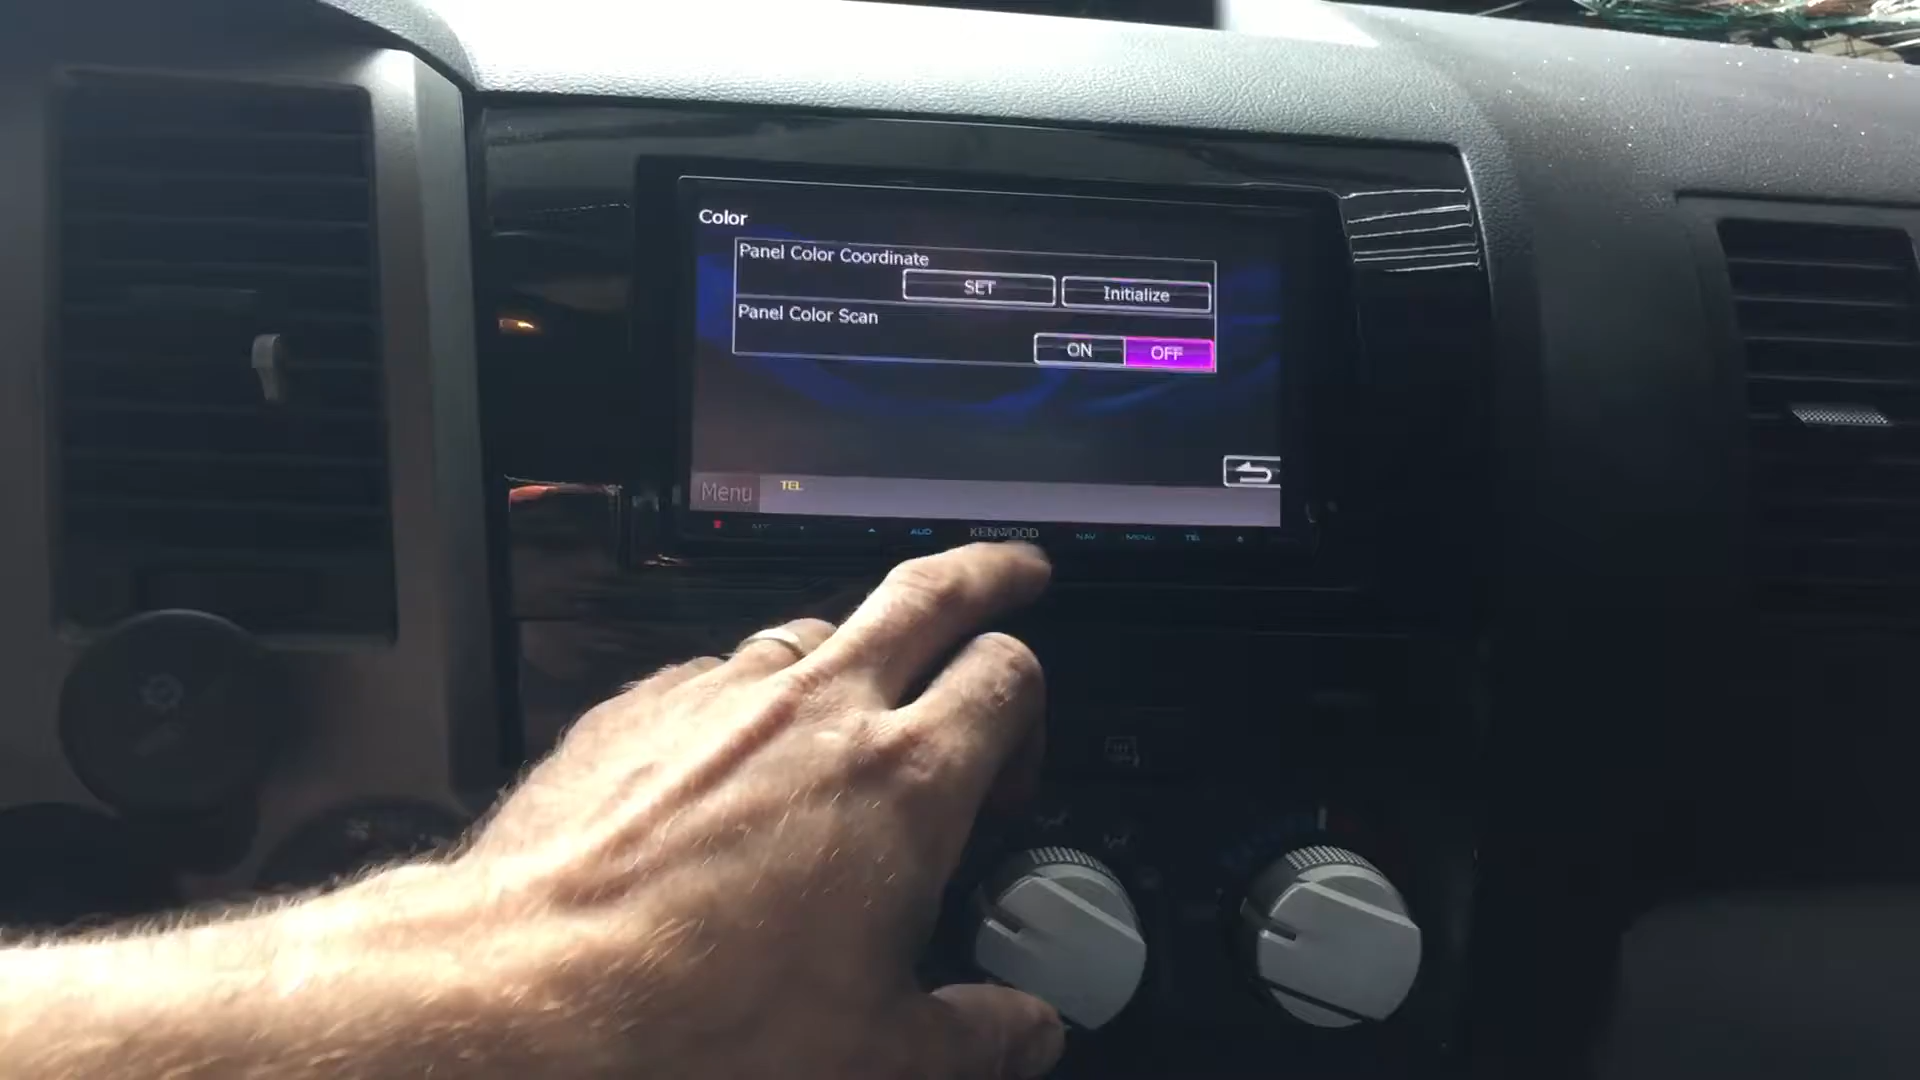 Color
Panel Color Coordinate
SET
Initialize
Panel Color Scan
ON
OFF
Menu
TEL
AUD
KENWOOD
NAV
MENU
TEL